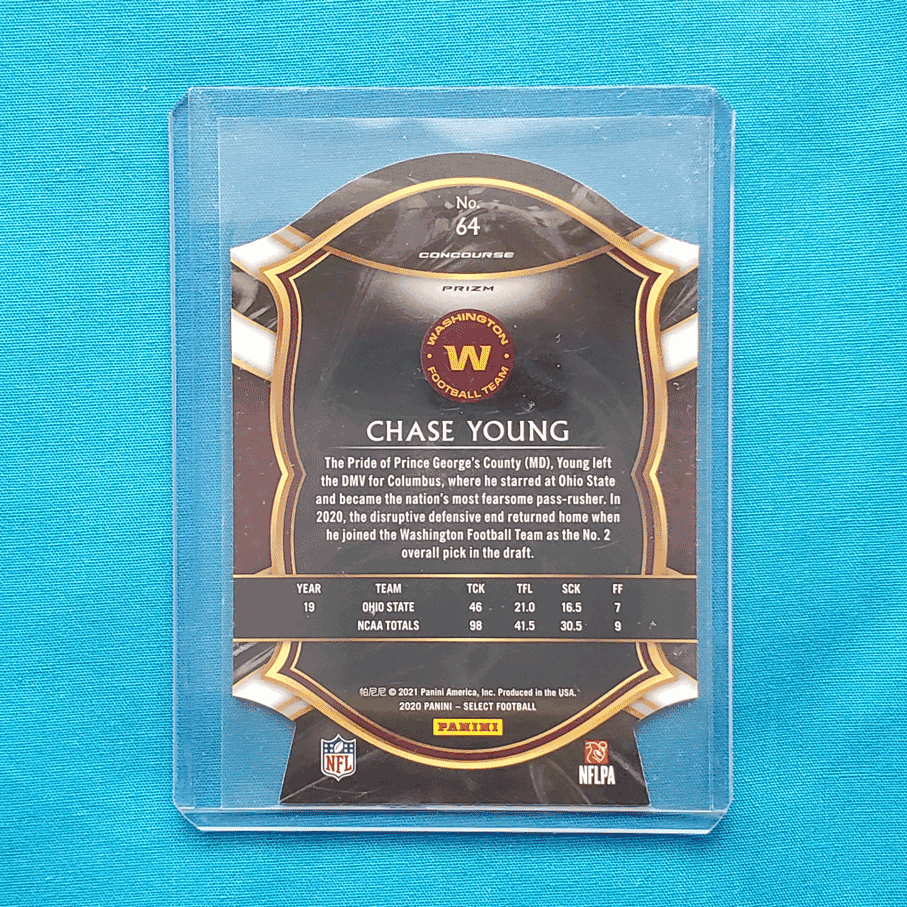 No.
64
CONCOURSE
PRIZM
WASHINGTON
W
FOOTBALL TEAM
CHASE YOUNG
The Pride of Prince George's County (MD), Young left
the DMV for Columbus, where he starred at Ohio State
and became the nation's most fearsome pass-rusher. In
2020, the disruptive defensive end returned home when
he joined the Washington Football Team as the No. 2
overall pick in the draft.
YEAR TEAM TCK TFL SCK FF
19 OHIO STATE 46 21.0 16.5 7
NCAA TOTALS 98 41.5 30.5 9
帕尼尼 © 2021 Panini America, Inc. Produced in the USA.
2020 PANINI – SELECT FOOTBALL
PANINI
NFL
NFLPA